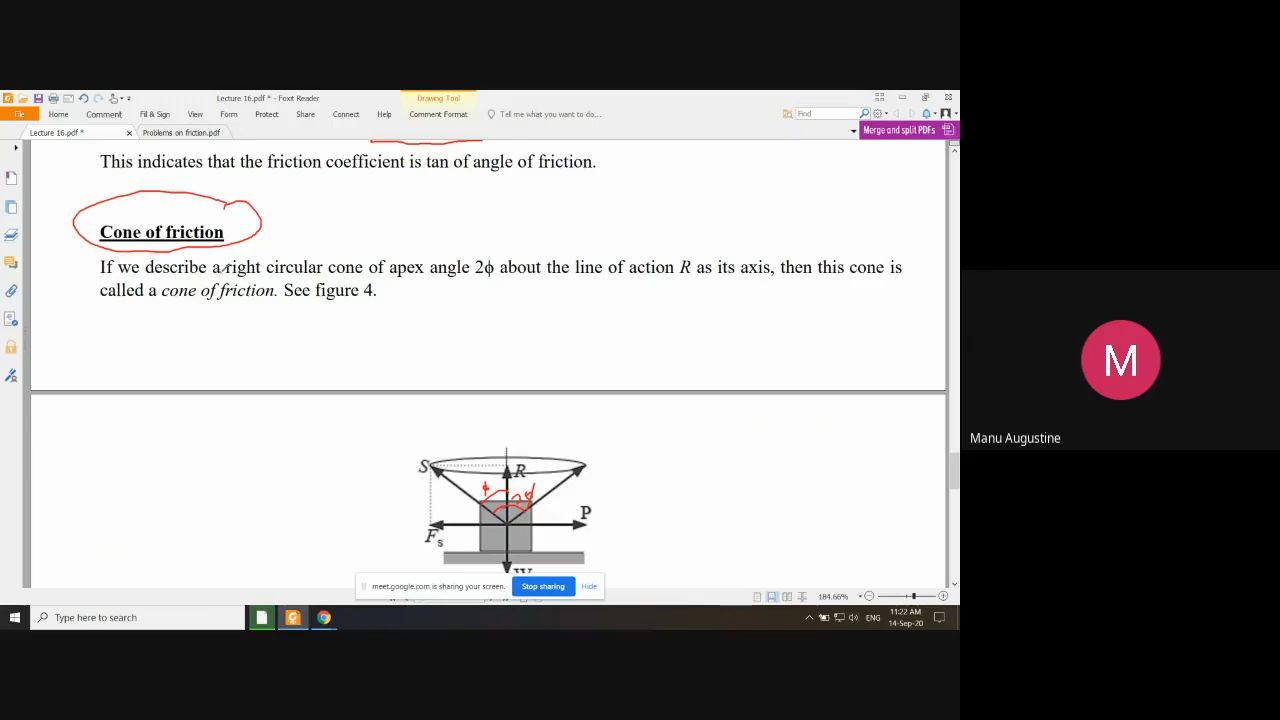 Lecture 16.pdf * - Foxit Reader
Drawing Tool
File Home Comment Fill & Sign View Form Protect Share Connect Help Comment Format Tell me what you want to do... Find
Lecture 16.pdf * Problems on friction.pdf Merge and split PDFs
This indicates that the friction coefficient is tan of angle of friction.
Cone of friction
If we describe a right circular cone of apex angle 2ϕ about the line of action R as its axis, then this cone is
called a cone of friction. See figure 4.
S R
ϕ 2ϕ
P
Fs
W
meet.google.com is sharing your screen. Stop sharing Hide
184.66%
Type here to search
ENG
11:22 AM
14-Sep-20
M
Manu Augustine